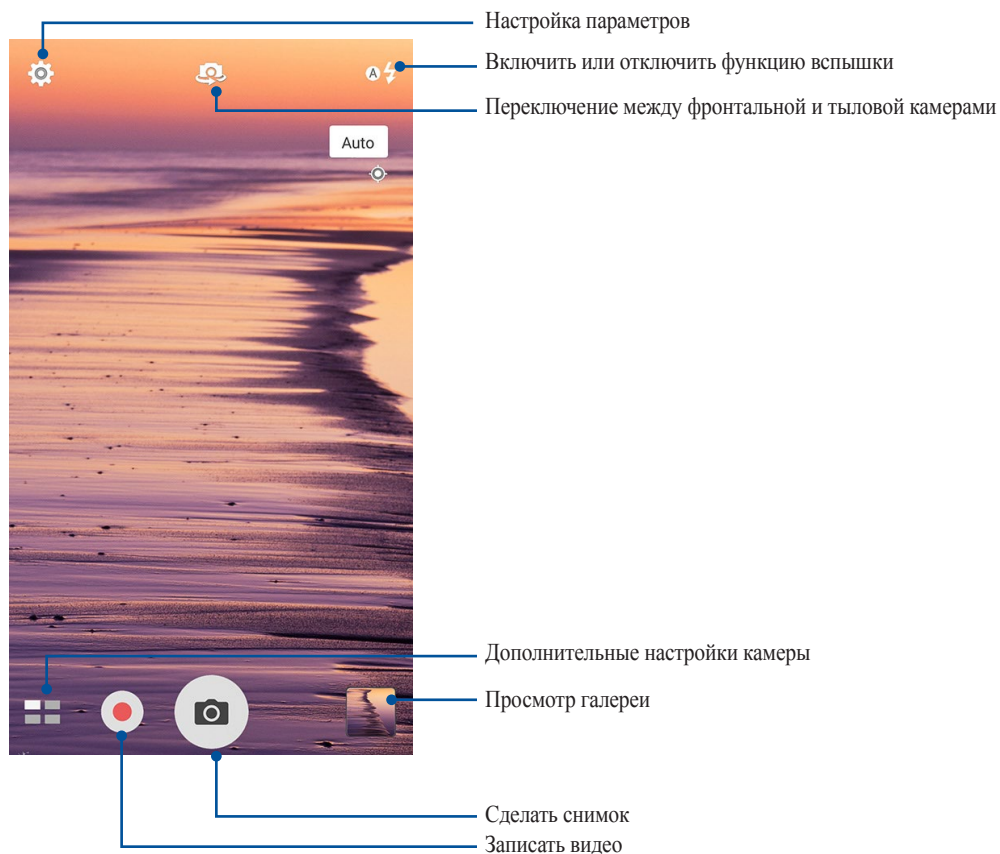 Настройка параметров
Включить или отключить функцию вспышки
Переключение между фронтальной и тыловой камерами
A
Auto
Дополнительные настройки камеры
Просмотр галереи
Сделать снимок
Записать видео